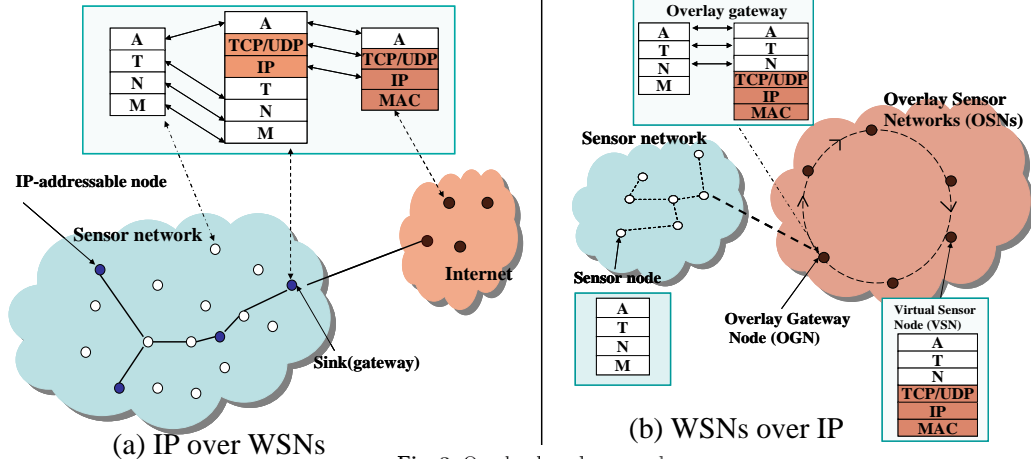 A
T
N
M
A
TCP/UDP
IP
T
N
M
A
TCP/UDP
IP
MAC
IP-addressable node
Sensor network
Internet
Sink(gateway)
(a) IP over WSNs
Overlay gateway
A
T
N
M
A
T
N
TCP/UDP
IP
MAC
Sensor network
Overlay Sensor
Networks (OSNs)
Sensor node
A
T
N
M
Overlay Gateway
Node (OGN)
Virtual Sensor
Node (VSN)
A
T
N
TCP/UDP
IP
MAC
(b) WSNs over IP